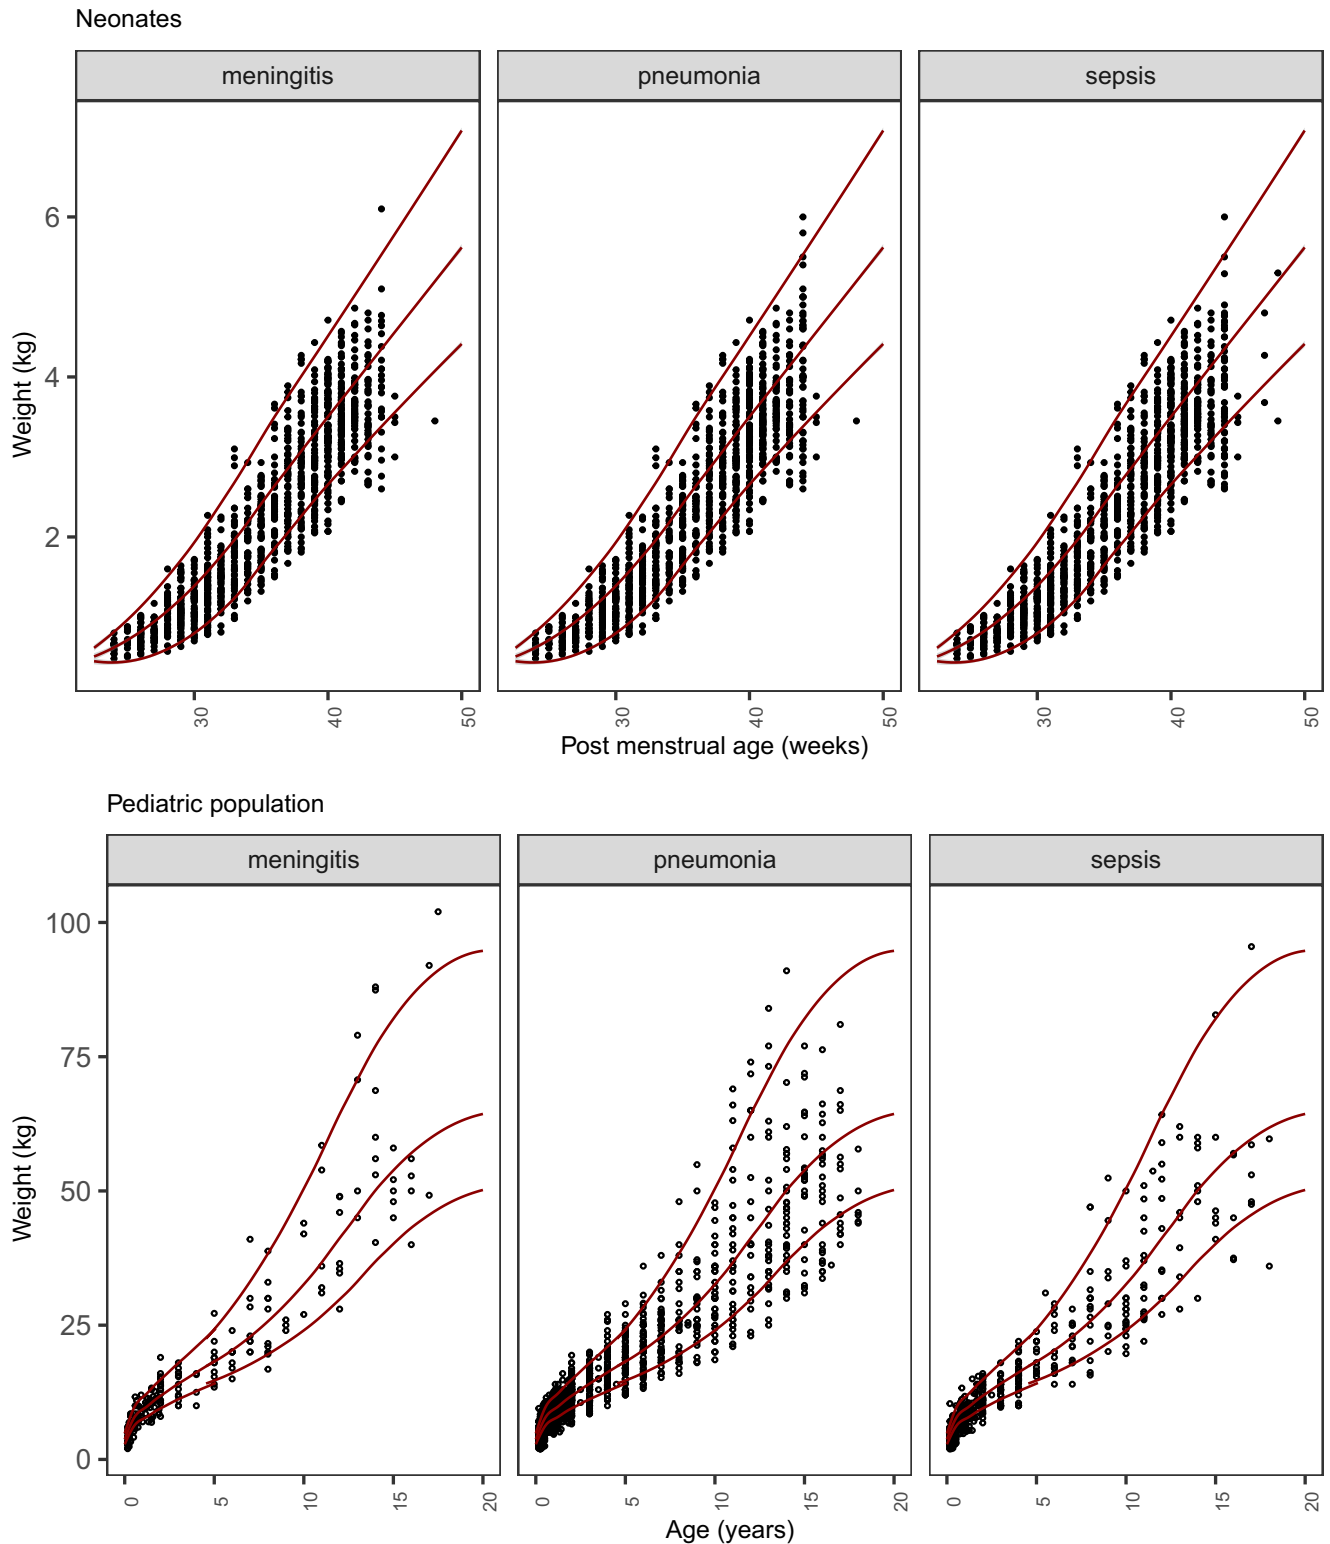 Neonates
meningitis pneumonia sepsis
6
4
2
Weight (kg)
30 40 50 30 40 50 30 40 50
Post menstrual age (weeks)
Pediatric population
meningitis pneumonia sepsis
100
75
50
25
0
Weight (kg)
0 5 10 15 20 0 5 10 15 20 0 5 10 15 20
Age (years)